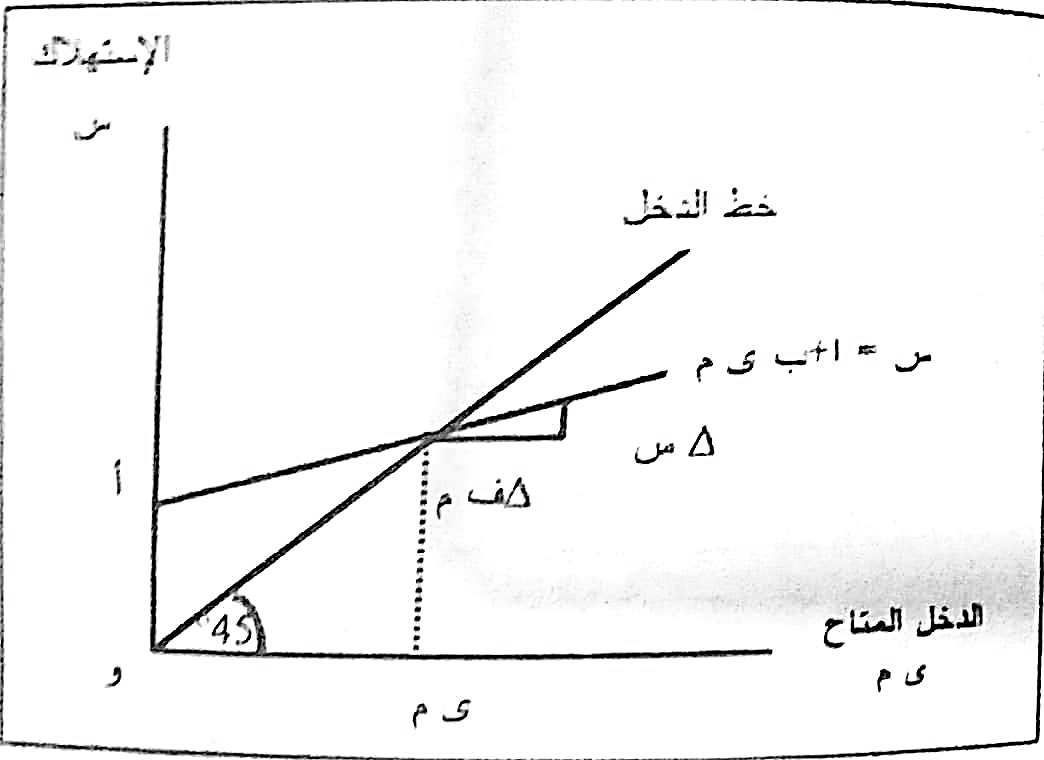 الإستهلاك
س
خط الدخل
س = ا+ب ى م
Δ س
أ
Δف م
45
الدخل المتاح
ى م
و
ى م